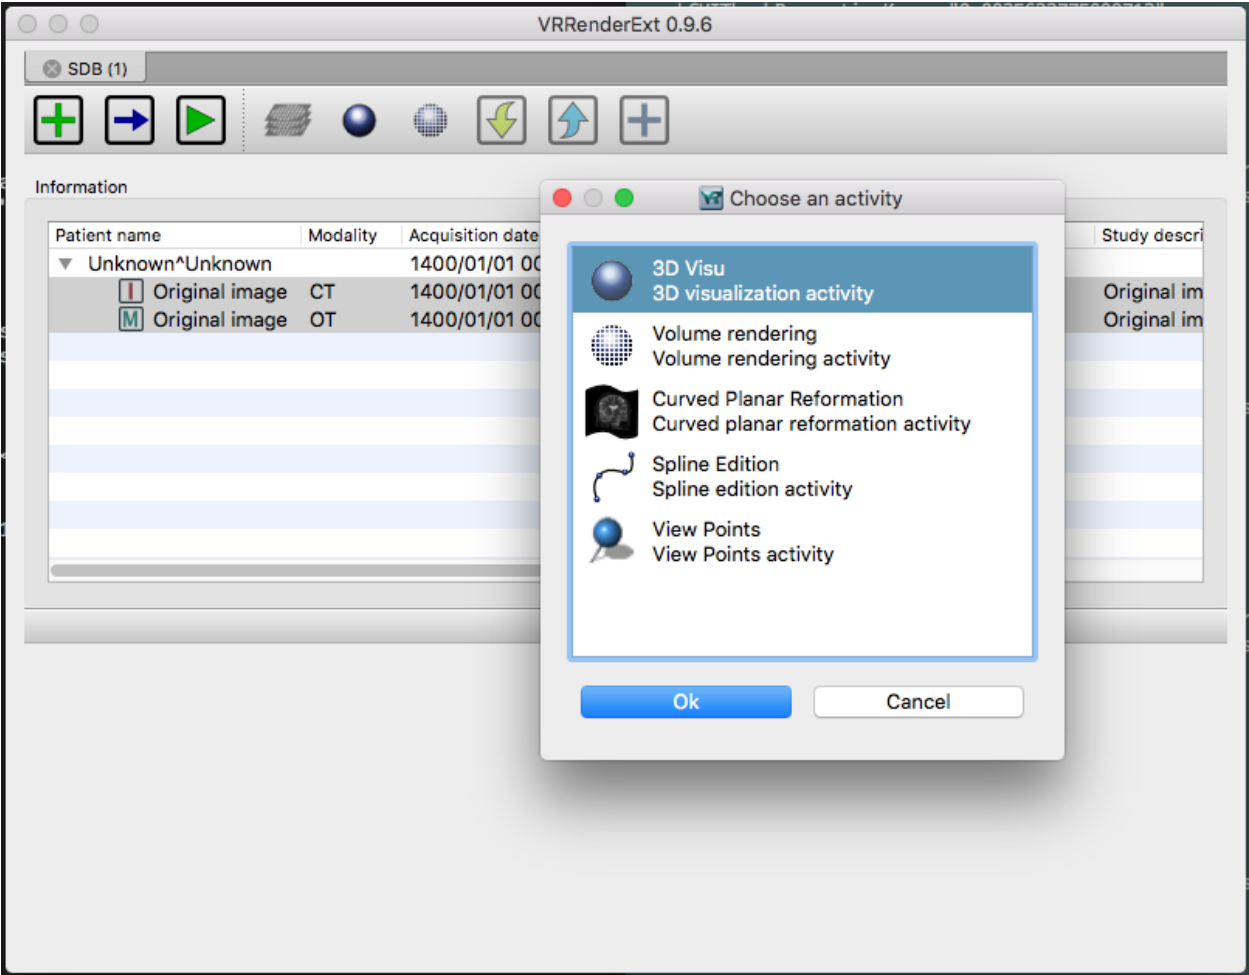 VRRenderExt 0.9.6
SDB (1)
Information
Patient name Modality Acquisition date Study descri
Unknown^Unknown 1400/01/01 00
I Original image CT 1400/01/01 00 Original im
M Original image OT 1400/01/01 00 Original im
Choose an activity
3D Visu
3D visualization activity
Volume rendering
Volume rendering activity
Curved Planar Reformation
Curved planar reformation activity
Spline Edition
Spline edition activity
View Points
View Points activity
Ok Cancel